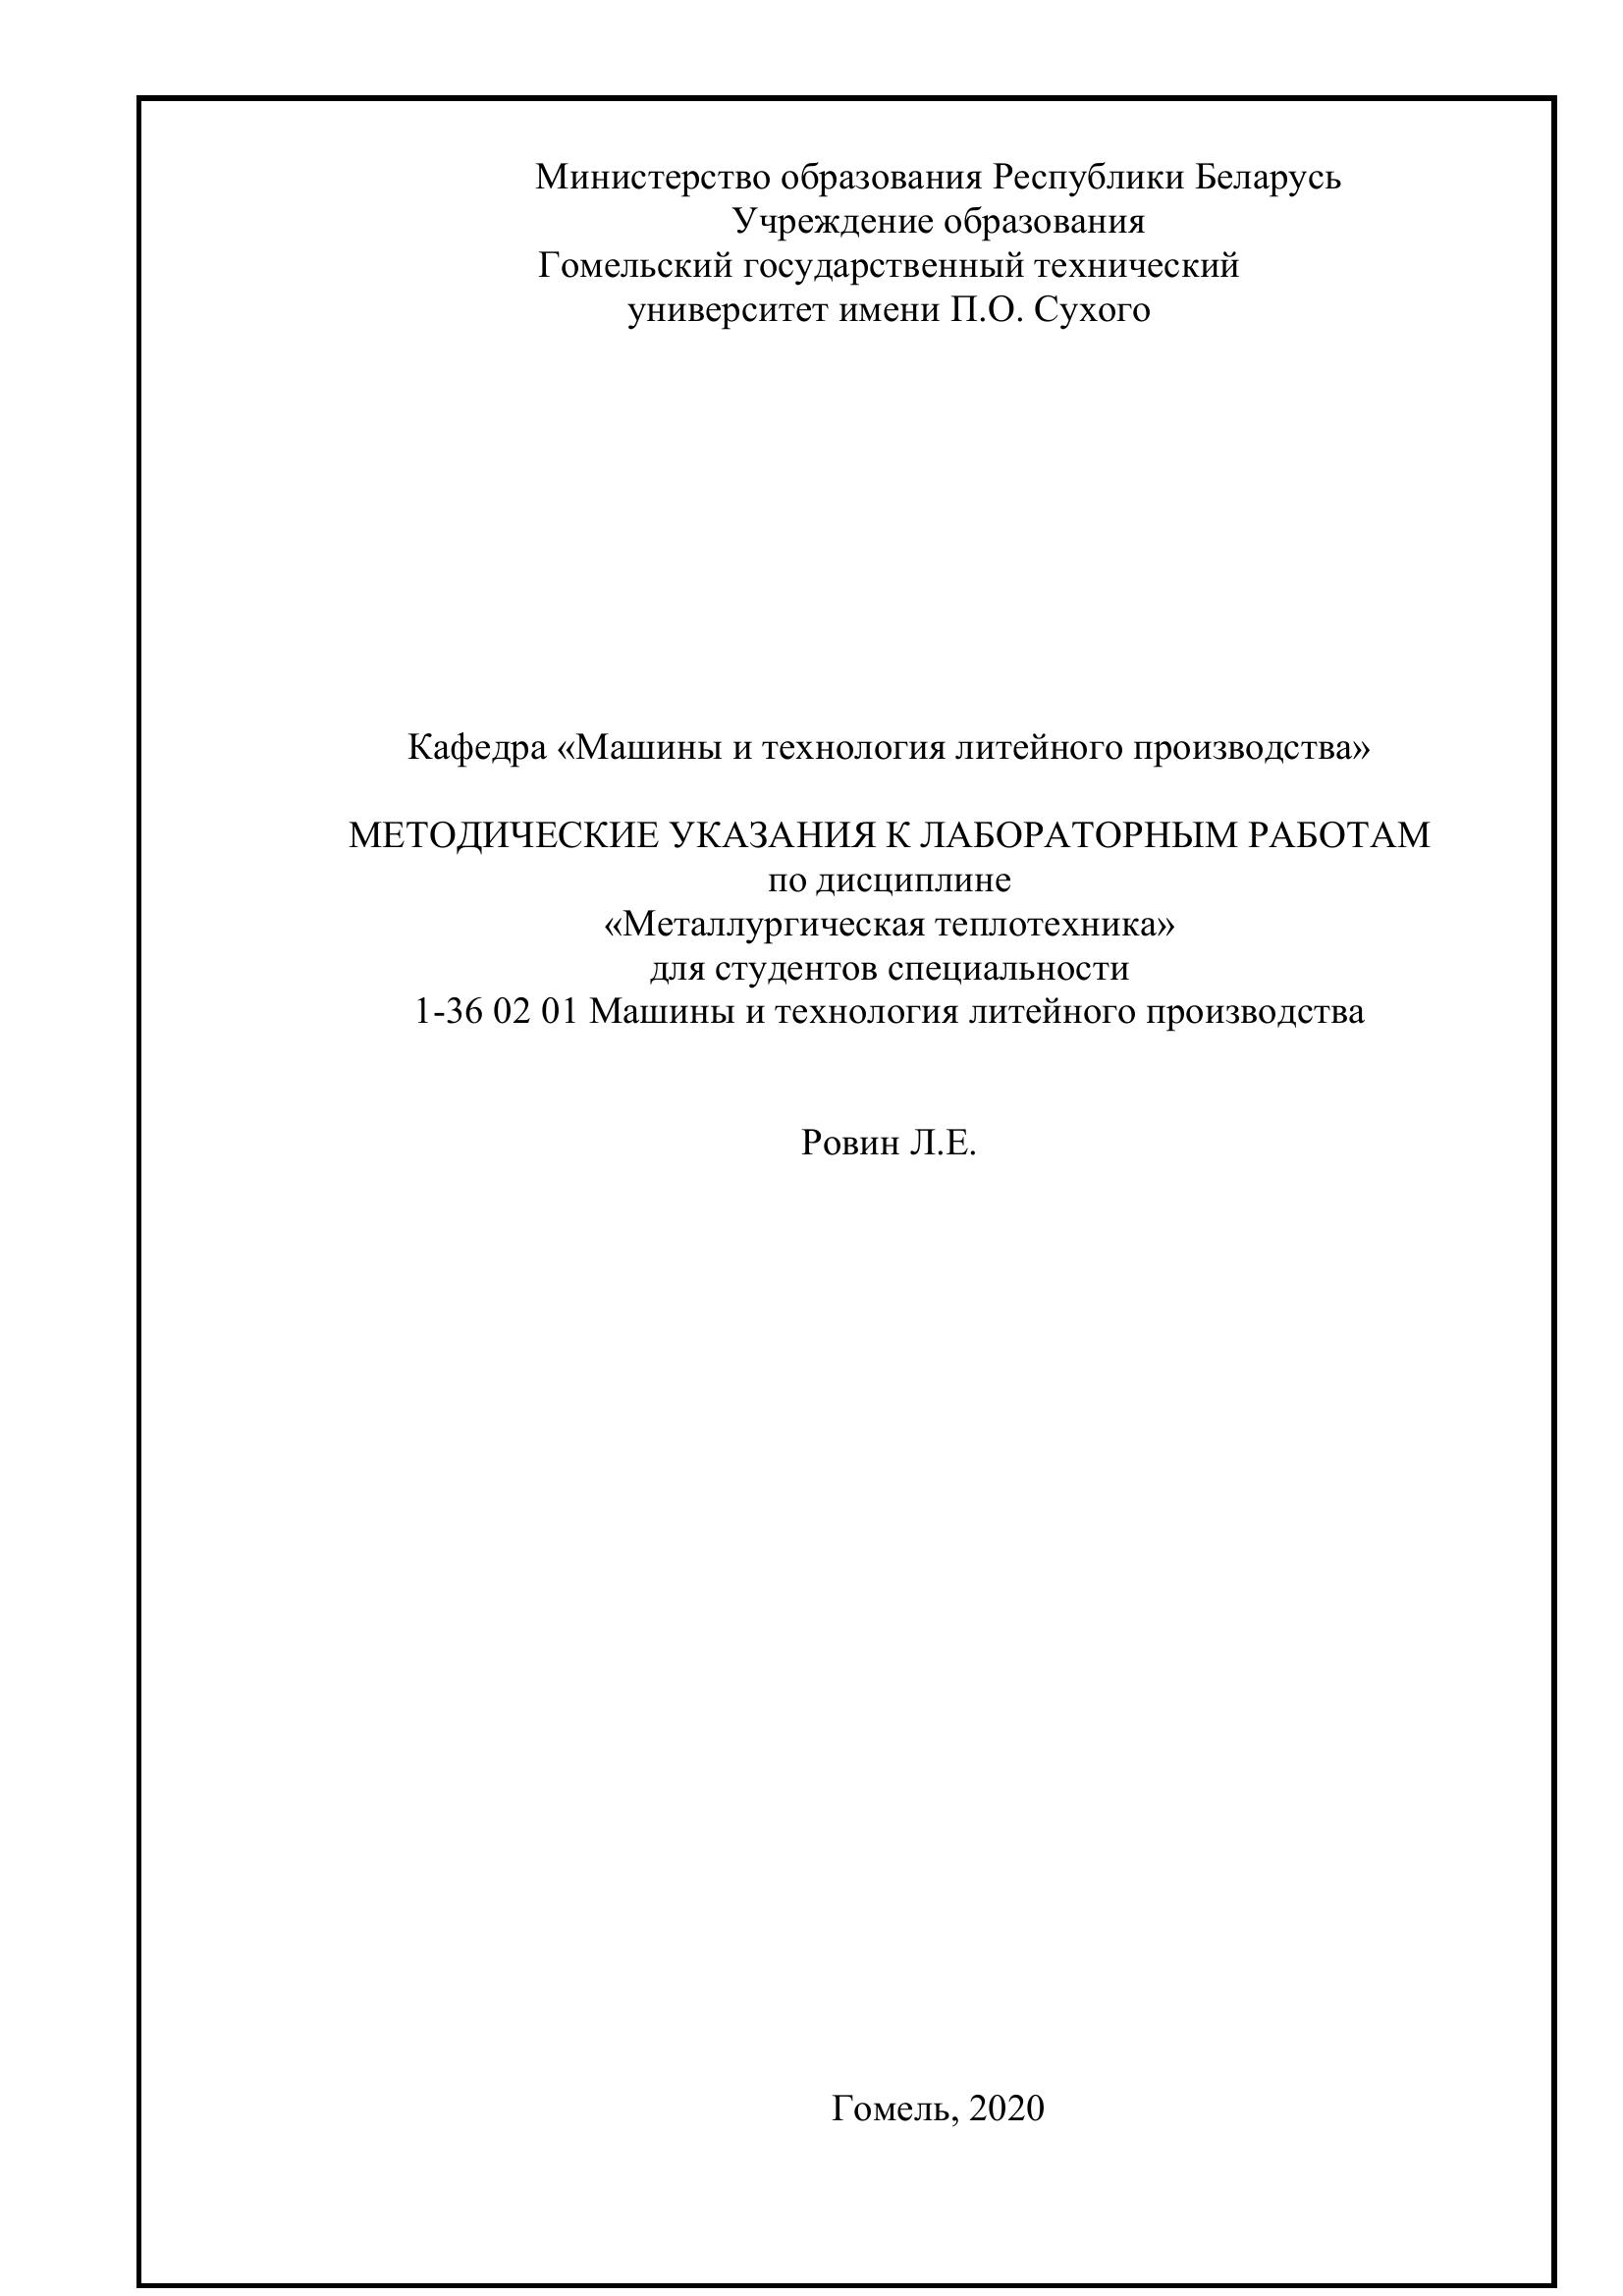 Министерство образования Республики Беларусь
Учреждение образования
Гомельский государственный технический
университет имени П.О. Сухого
Кафедра «Машины и технология литейного производства»
МЕТОДИЧЕСКИЕ УКАЗАНИЯ К ЛАБОРАТОРНЫМ РАБОТАМ
по дисциплине
«Металлургическая теплотехника»
для студентов специальности
1-36 02 01 Машины и технология литейного производства
Ровин Л.Е.
Гомель, 2020